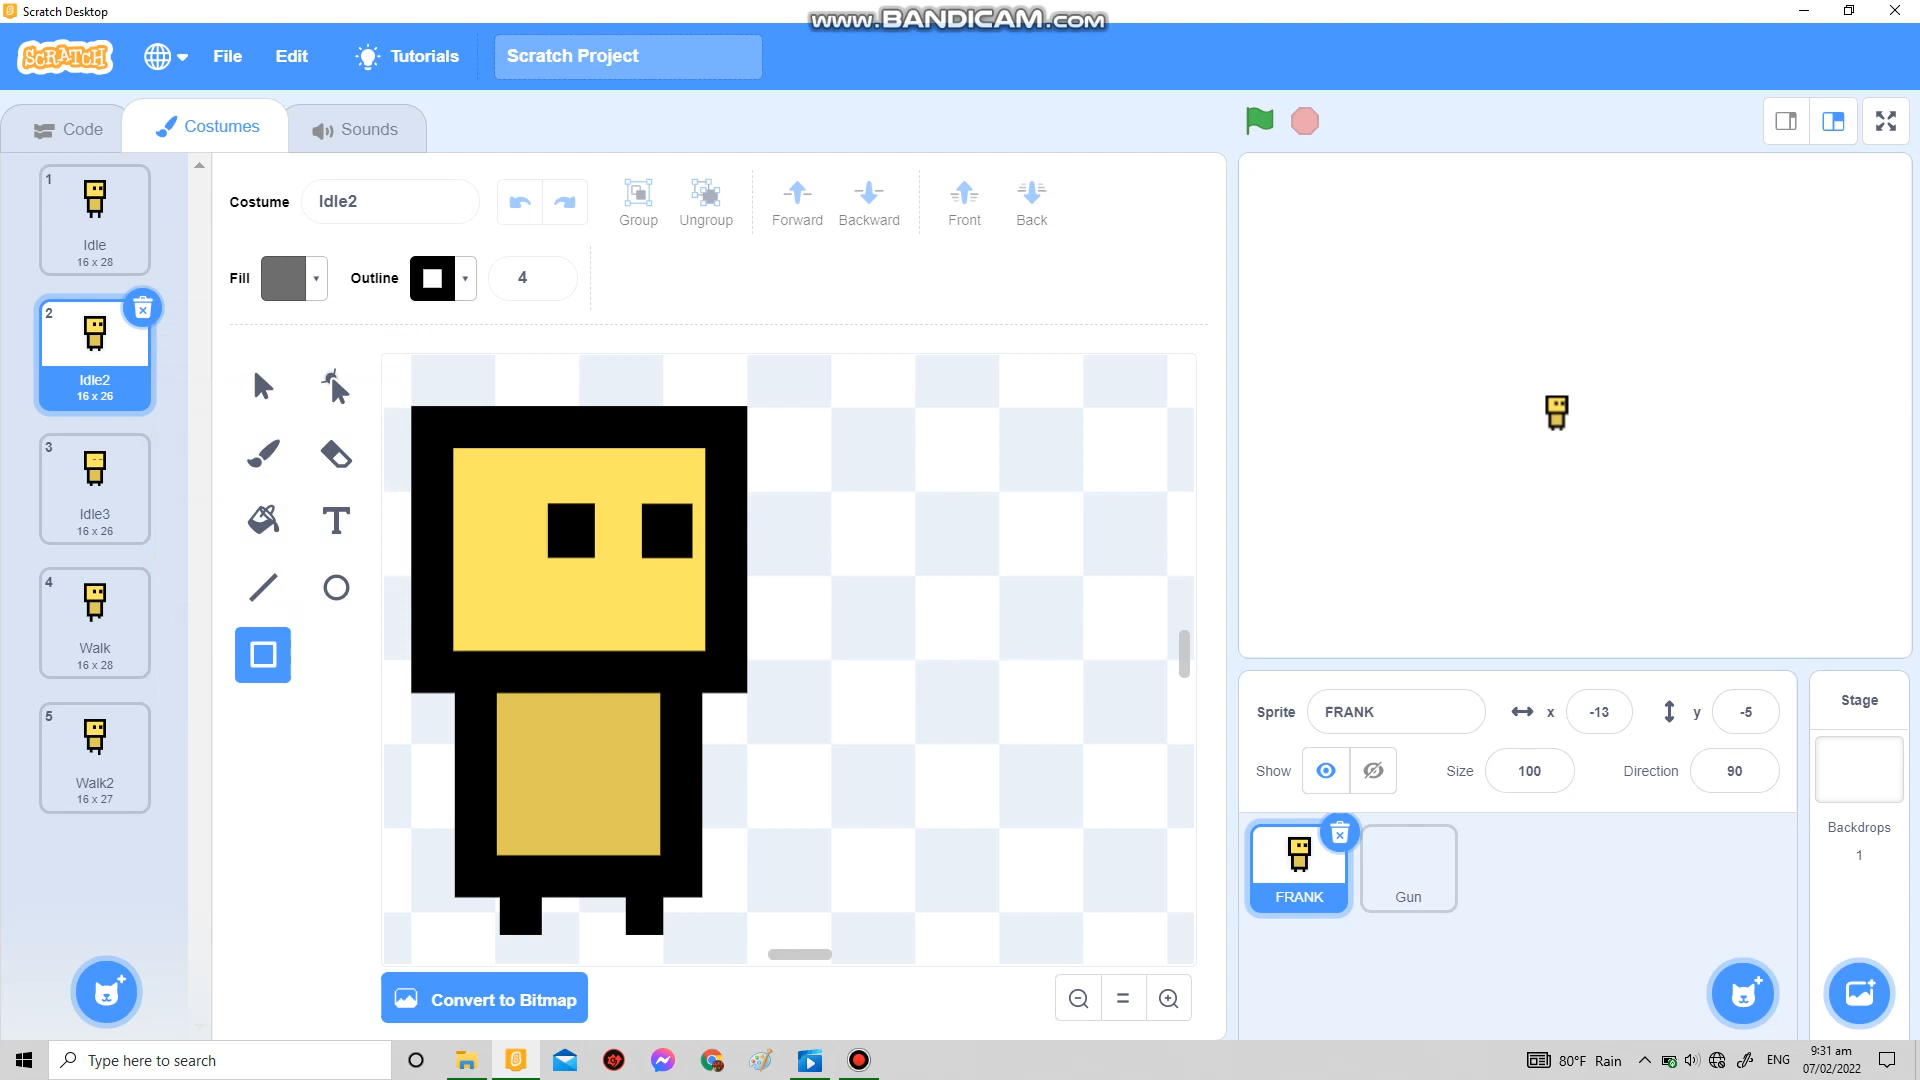 Scratch Desktop
www.BANDICAM.com
SCRATCH
File
Edit
Tutorials
Scratch Project
Code
Costumes
Sounds
1
Idle
16 x 28
2
Idle2
16 x 26
3
Idle3
16 x 26
4
Walk
16 x 28
5
Walk2
16 x 27
Costume
Idle2
Group
Ungroup
Forward
Backward
Front
Back
Fill
Outline
4
T
Convert to Bitmap
Sprite
FRANK
x
-13
y
-5
Show
Size
100
Direction
90
FRANK
Gun
Stage
Backdrops
1
Type here to search
80°F Rain
ENG
9:31 am
07/02/2022